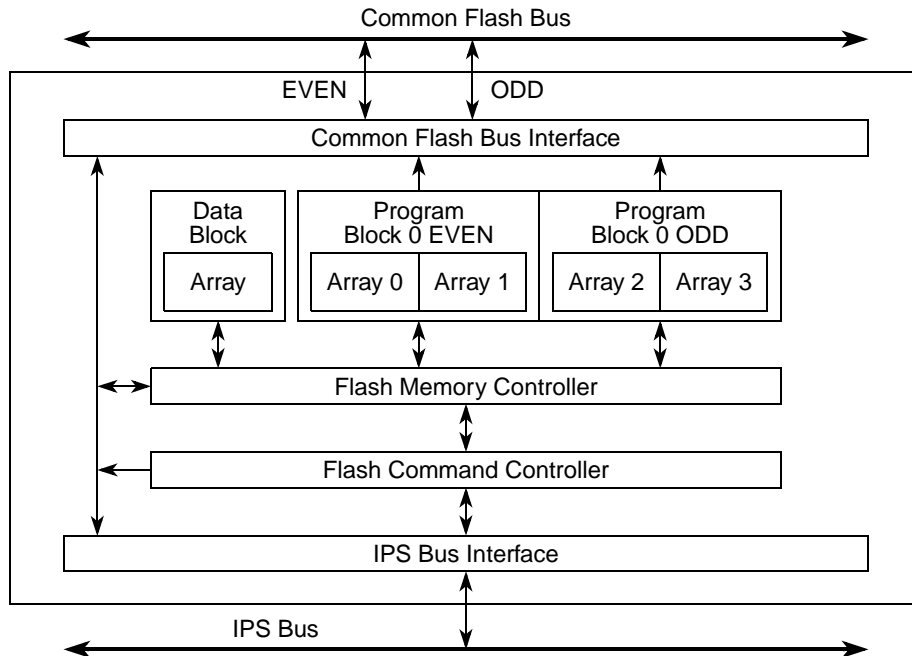 Common Flash Bus
EVEN
ODD
Common Flash Bus Interface
Data
Block
Array
Program
Block 0 EVEN
Array 0
Array 1
Program
Block 0 ODD
Array 2
Array 3
Flash Memory Controller
Flash Command Controller
IPS Bus Interface
IPS Bus